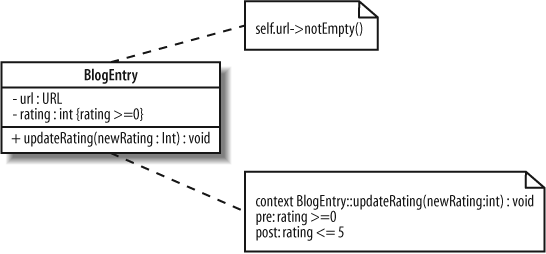 self.url->notEmpty()
BlogEntry
- url : URL
- rating : int {rating >=0}
+ updateRating(newRating : Int) : void
context BlogEntry::updateRating(newRating:int) : void
pre: rating >=0
post: rating <= 5